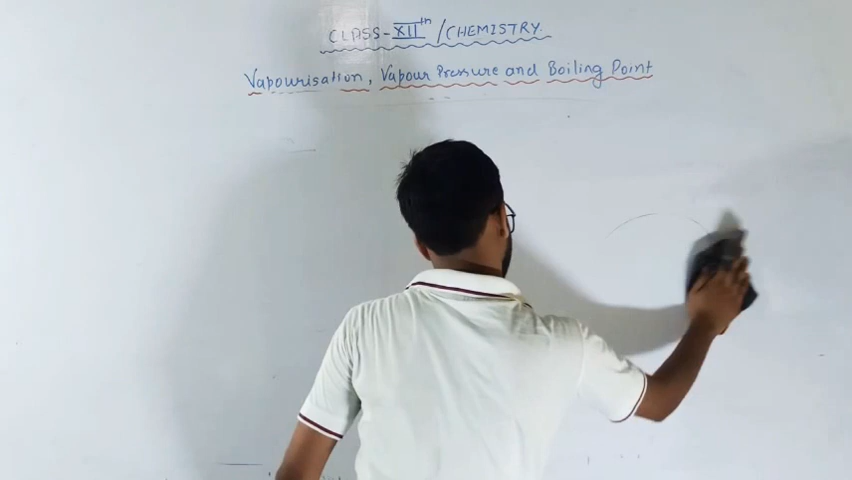 CLASS-XIIth/CHEMISTRY.
Vapourisation, Vapour Pressure and Boiling Point